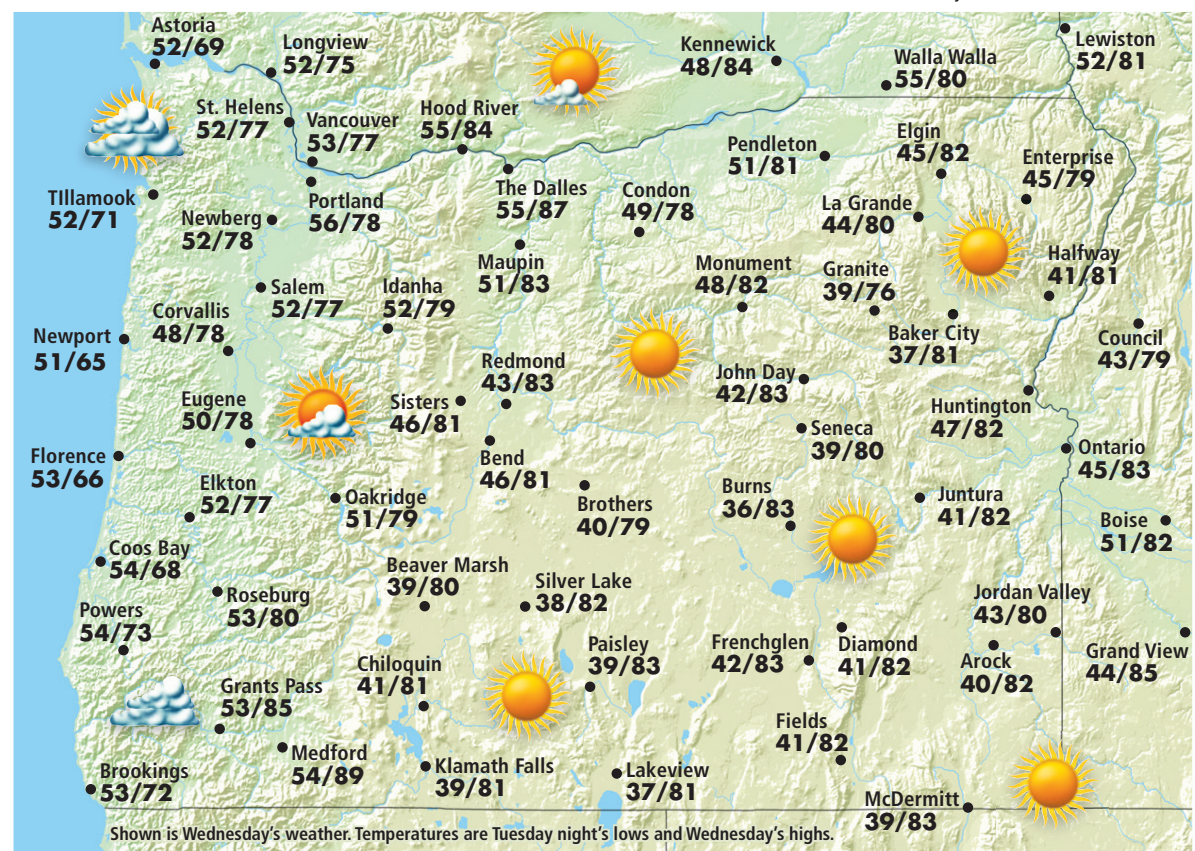 Astoria
52/69
Longview
52/75
Kennewick
48/84
Walla Walla
55/80
Lewiston
52/81
St. Helens
52/77
Vancouver
53/77
Hood River
55/84
Pendleton
51/81
Elgin
45/82
Enterprise
45/79
TIllamook
52/71
Newberg
52/78
Portland
56/78
The Dalles
55/87
Condon
49/78
La Grande
44/80
Maupin
51/83
Monument
48/82
Granite
39/76
Halfway
41/81
Salem
52/77
Idanha
52/79
Corvallis
48/78
Newport
51/65
Baker City
37/81
Council
43/79
Redmond
43/83
John Day
42/83
Eugene
50/78
Sisters
46/81
Huntington
47/82
Seneca
39/80
Florence
53/66
Bend
46/81
Ontario
45/83
Elkton
52/77
Oakridge
51/79
Brothers
40/79
Burns
36/83
Juntura
41/82
Boise
51/82
Coos Bay
54/68
Beaver Marsh
39/80
Silver Lake
38/82
Roseburg
53/80
Jordan Valley
43/80
Powers
54/73
Paisley
39/83
Frenchglen
42/83
Diamond
41/82
Arock
40/82
Grand View
44/85
Chiloquin
41/81
Grants Pass
53/85
Fields
41/82
Medford
54/89
Klamath Falls
39/81
Lakeview
37/81
Brookings
53/72
McDermitt
39/83
Shown is Wednesday's weather. Temperatures are Tuesday night's lows and Wednesday's highs.